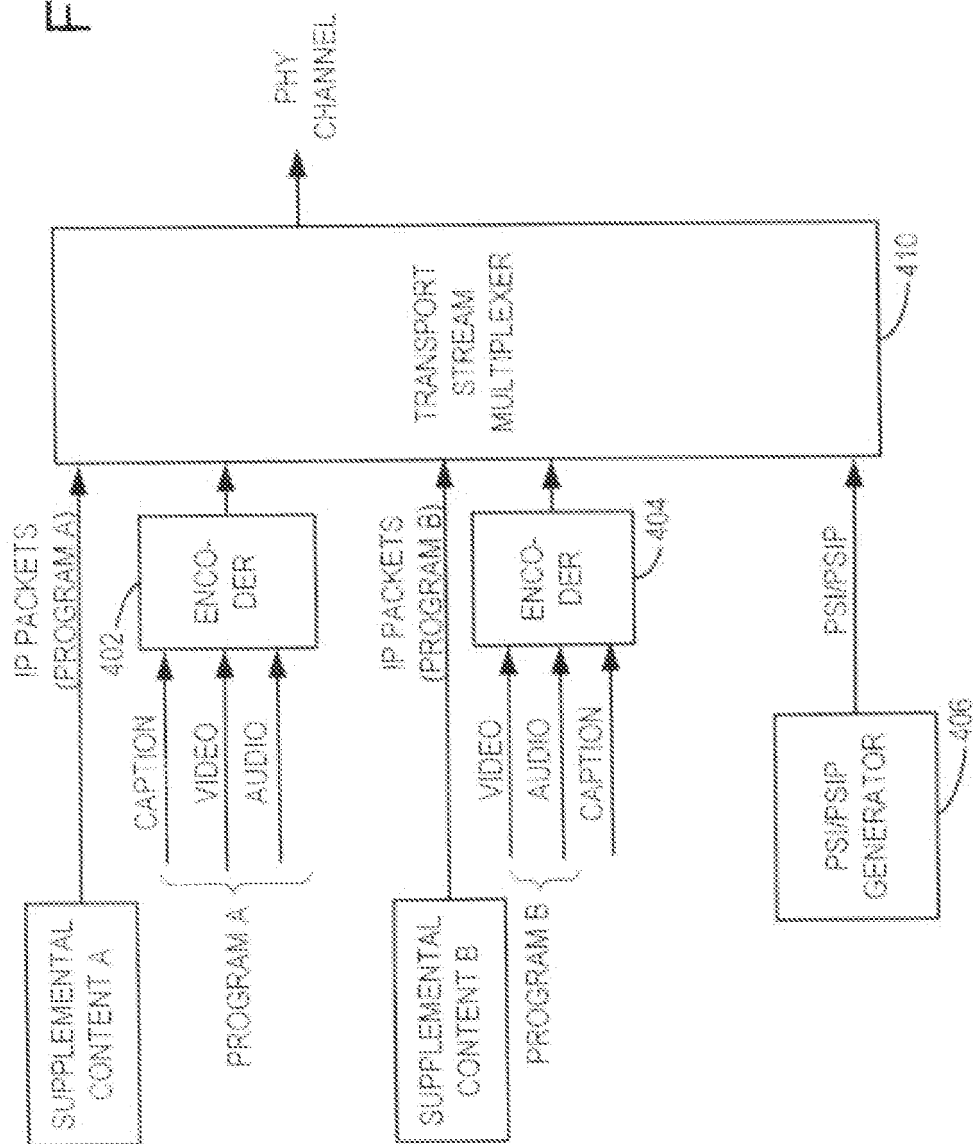 F
SUPPLEMENTAL
CONTENT A
IP PACKETS
(PROGRAM A)
402
CAPTION
VIDEO
AUDIO
PROGRAM A
ENCO-
DER
SUPPLEMENTAL
CONTENT B
IP PACKETS
(PROGRAM B)
VIDEO
AUDIO
CAPTION
PROGRAM B
ENCO-
DER
404
PSI/PSIP
GENERATOR
406
PSI/PSIP
TRANSPORT
STREAM
MULTIPLEXER
410
PHY
CHANNEL